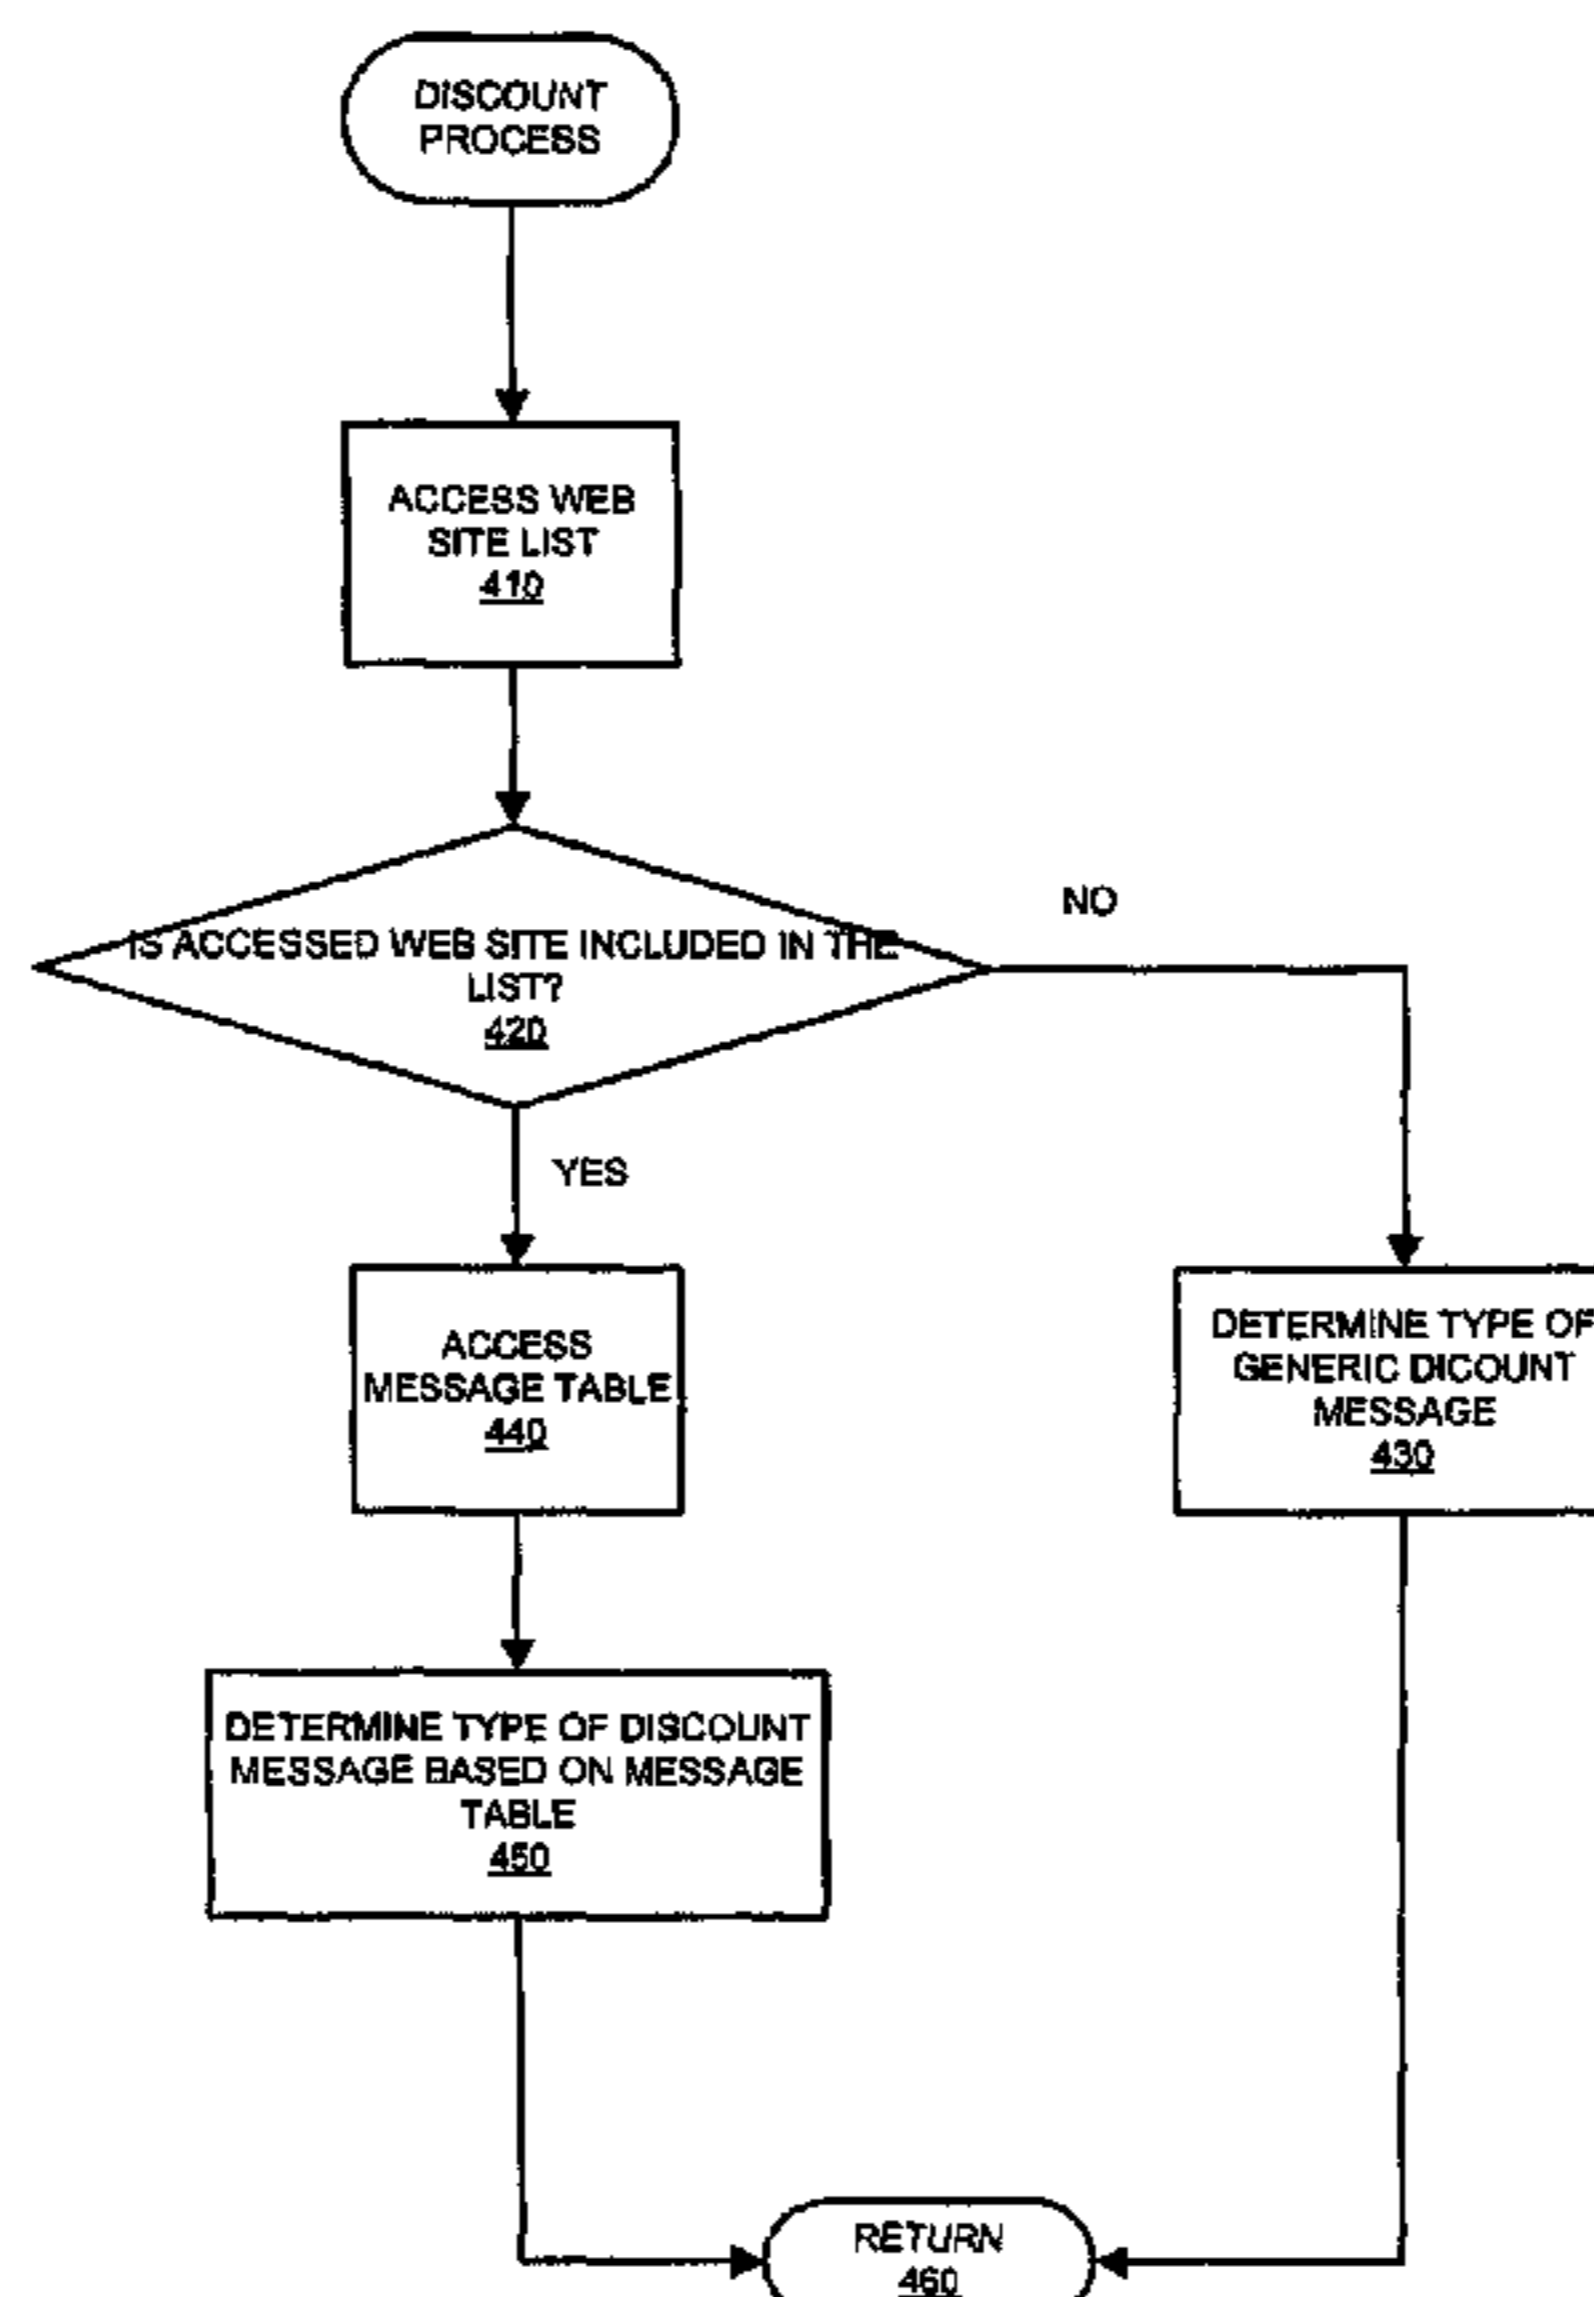 DISCOUNT
PROCESS
ACCESS WEB
SITE LIST
410
IS ACCESSED WEB SITE INCLUDED IN THE
LIST?
420
NO
YES
ACCESS
MESSAGE TABLE
440
DETERMINE TYPE OF
GENERIC DICOUNT
MESSAGE
430
DETERMINE TYPE OF DISCOUNT
MESSAGE BASED ON MESSAGE
TABLE
450
RETURN
460